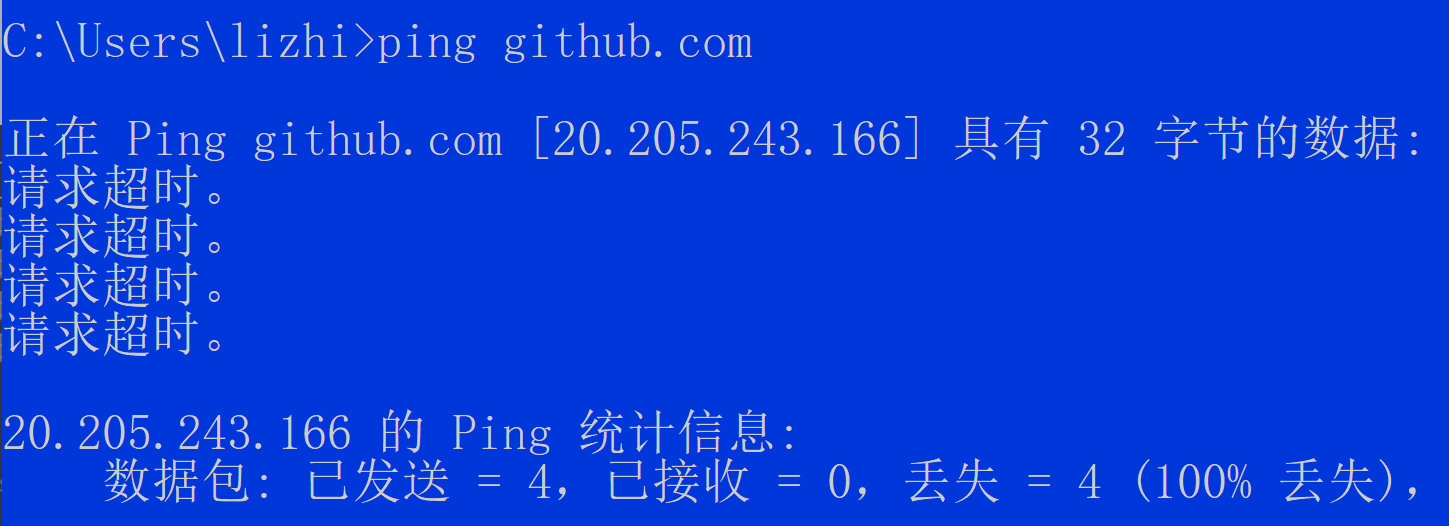 C:\Users\lizhi>ping github.com
正在 Ping github.com [20.205.243.166] 具有 32 字节的数据:
请求超时。
请求超时。
请求超时。
请求超时。
20.205.243.166 的 Ping 统计信息:
数据包: 已发送 = 4，已接收 = 0，丢失 = 4 (100% 丢失)，